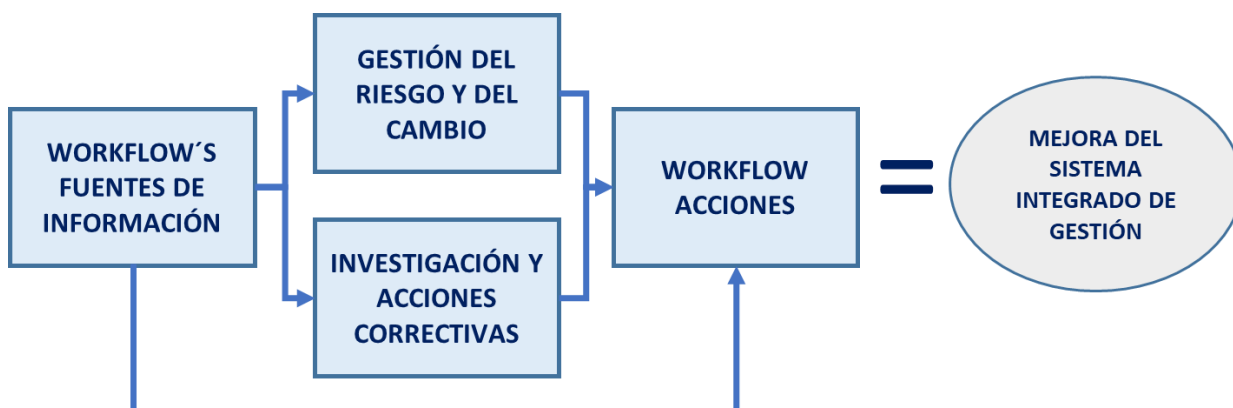 WORKFLOW´S
FUENTES DE
INFORMACIÓN
GESTIÓN DEL
RIESGO Y DEL
CAMBIO
INVESTIGACIÓN Y
ACCIONES
CORRECTIVAS
WORKFLOW
ACCIONES
=
MEJORA DEL
SISTEMA
INTEGRADO DE
GESTIÓN